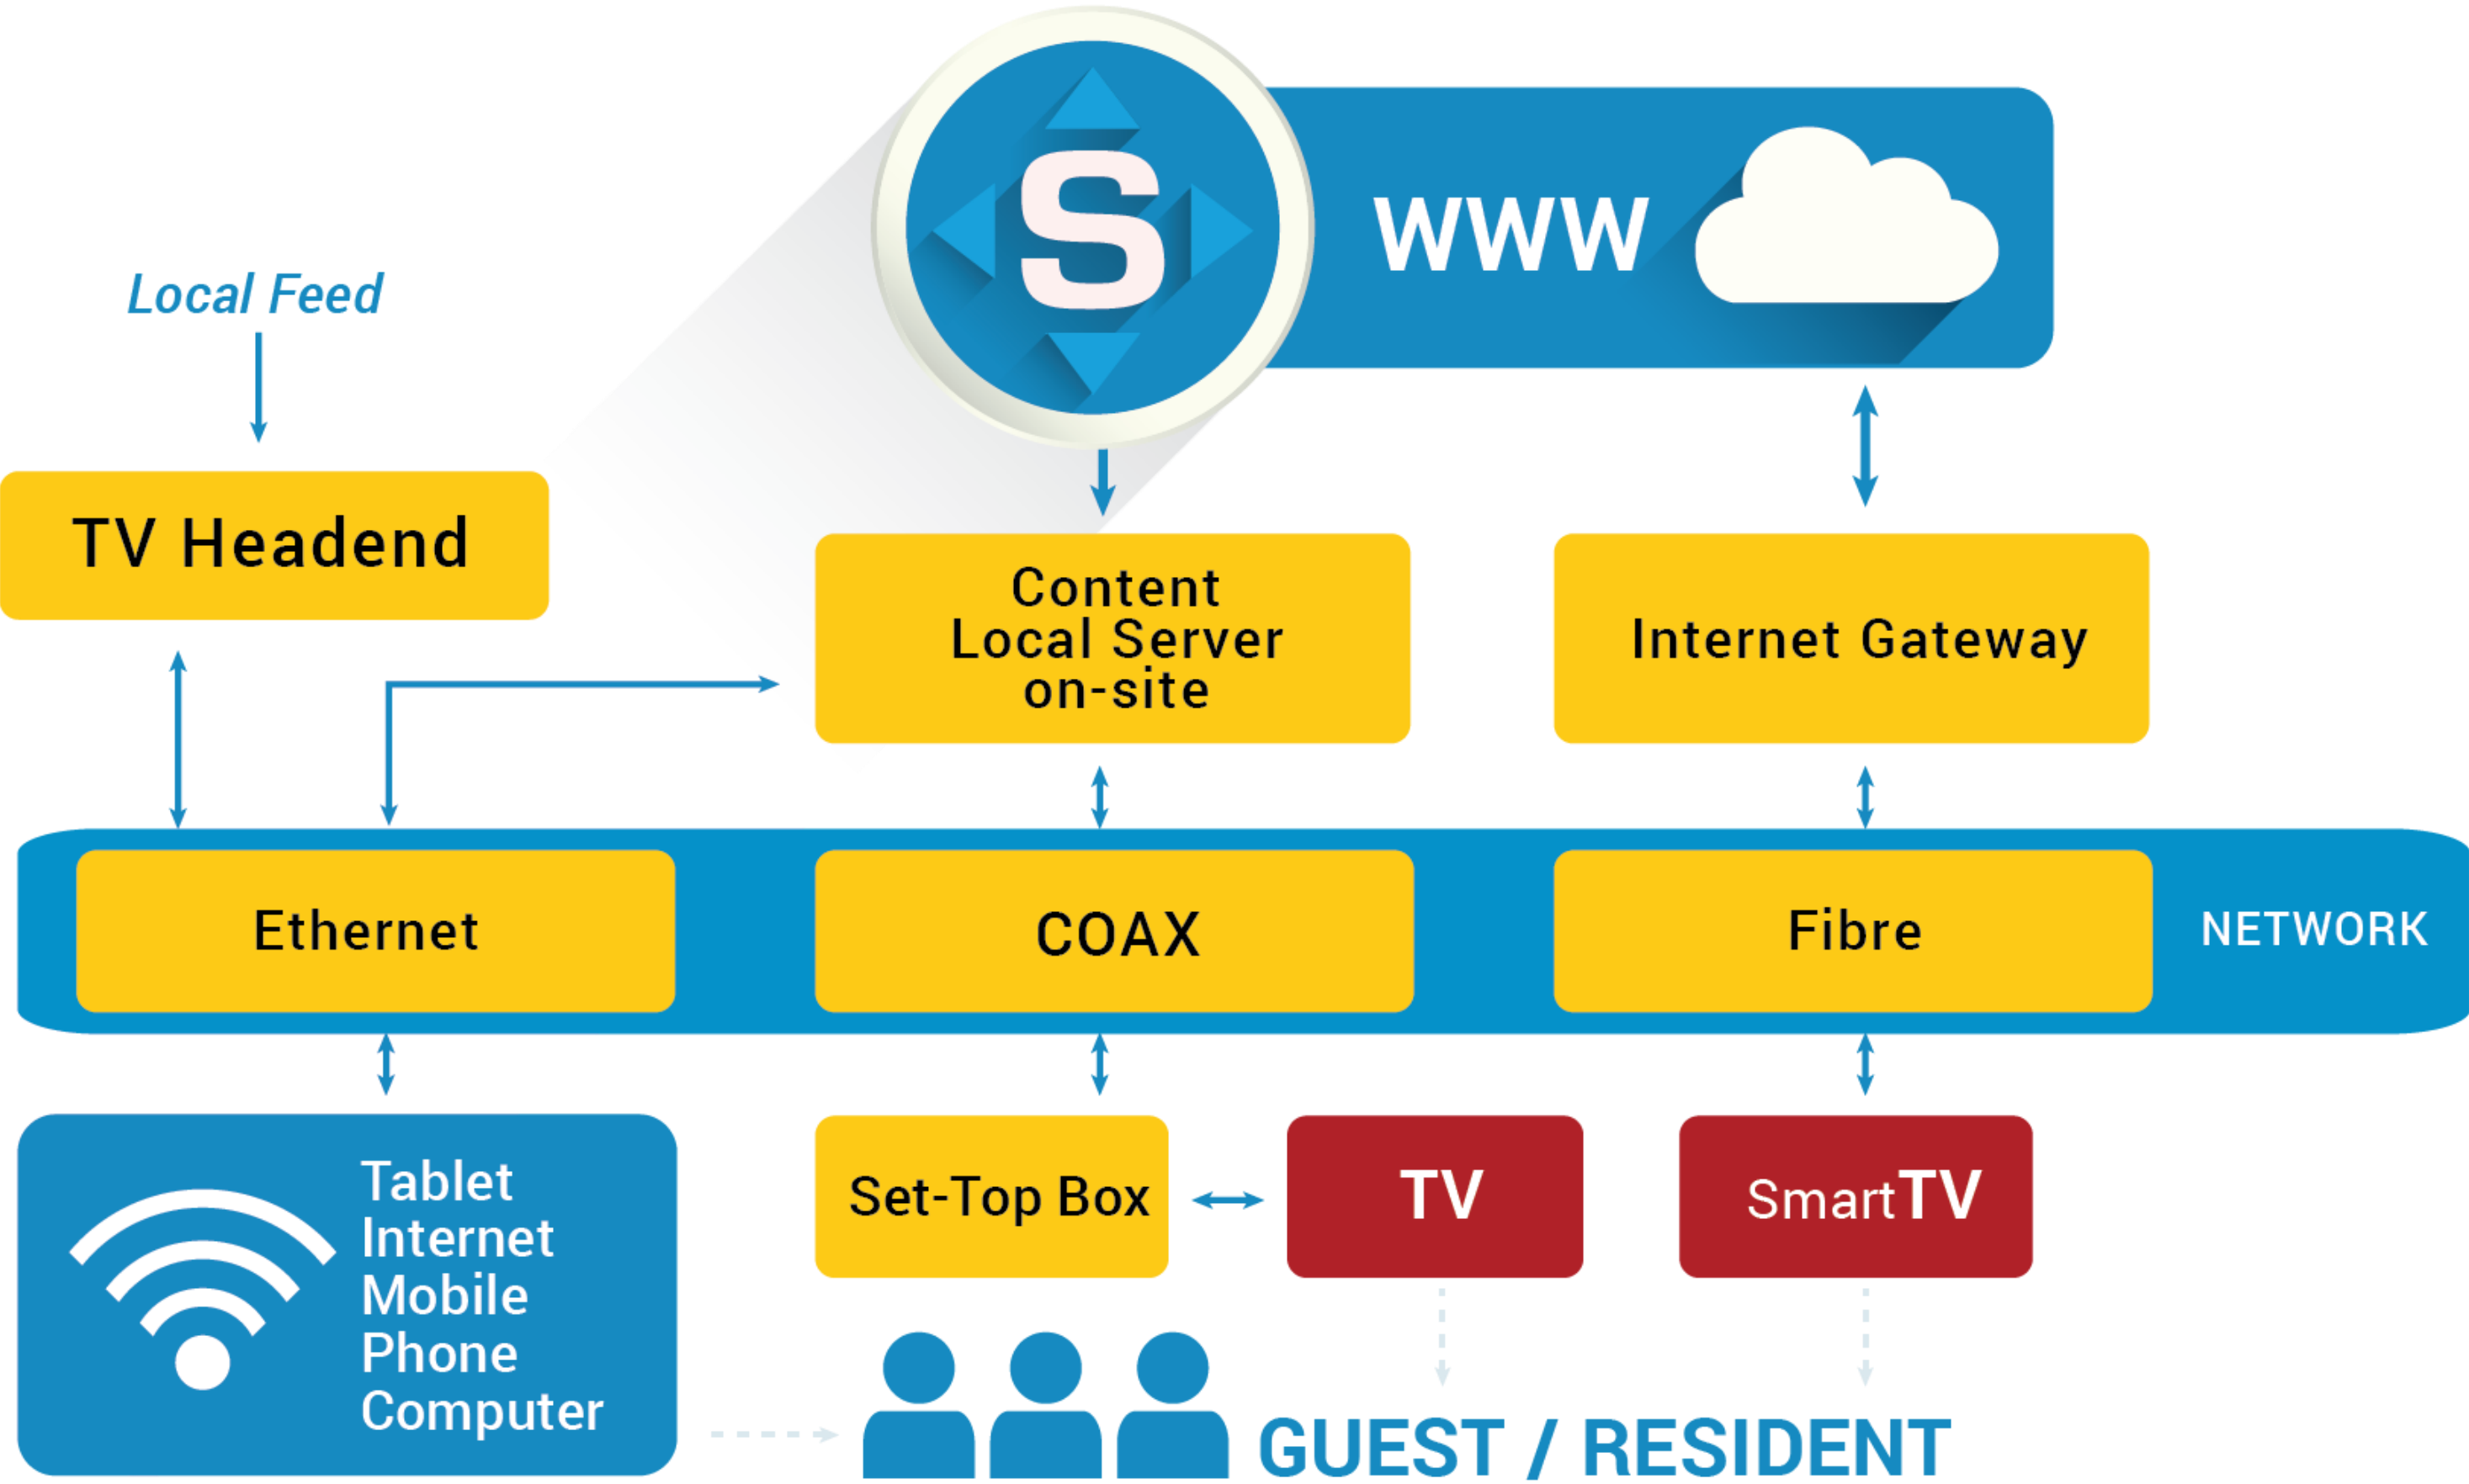 S
WWW
Local Feed
TV Headend
Content
Local Server
on-site
Internet Gateway
Ethernet
COAX
Fibre
NETWORK
Tablet
Internet
Mobile
Phone
Computer
Set-Top Box
TV
SmartTV
GUEST / RESIDENT